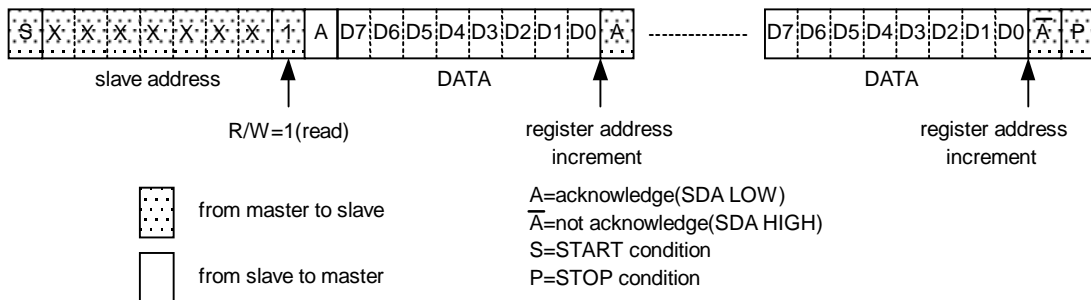 S X X X X X X X 1 A D7 D6 D5 D4 D3 D2 D1 D0 A D7 D6 D5 D4 D3 D2 D1 D0 A̅ P
slave address DATA DATA
R/W=1(read) register address increment register address increment
from master to slave
from slave to master
A=acknowledge(SDA LOW)
A̅=not acknowledge(SDA HIGH)
S=START condition
P=STOP condition